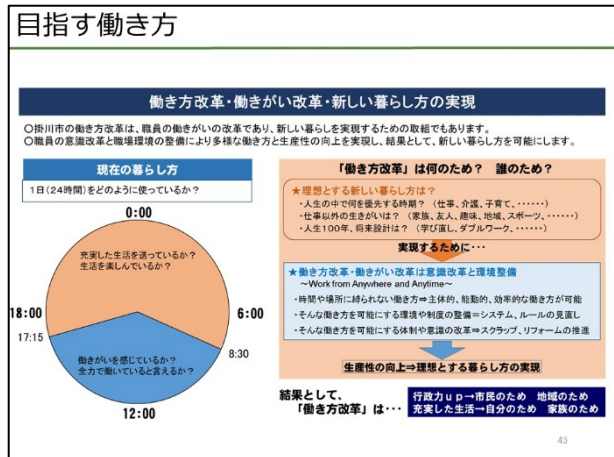 目指す働き方
働き方改革・働きがい改革・新しい暮らし方の実現
○掛川市の働き方改革は、職員の働きがいの改革であり、新しい暮らしを実現するための取組でもあります。
○職員の意識改革と職場環境の整備により多様な働き方と生産性の向上を実現し、結果として、新しい暮らし方を可能にします。
現在の暮らし方
1日(24時間)をどのように使っているか?
0:00
充実した生活を送っているか?
生活を楽しんでいるか?
18:00
6:00
17:15
8:30
働きがいを感じているか?
全力で働いていると言えるか?
12:00
「働き方改革」は何のため? 誰のため?
★理想とする新しい暮らし方は?
・人生の中で何を優先する時期? (仕事、介護、子育て、・・・・・・)
・仕事以外の生きがいは? (家族、友人、趣味、地域、スポーツ、・・・・・・)
・人生100年、将来設計は? (学び直し、ダブルワーク、・・・・・・)
実現するために・・・
★働き方改革・働きがい改革は意識改革と環境整備
~Work from Anywhere and Anytime~
・時間や場所に縛られない働き方⇒主体的、能動的、効率的な働き方が可能
・そんな働き方を可能にする環境や制度の整備=システム、ルールの見直し
・そんな働き方を可能にする体制や意識の改革⇒スクラップ、リフォームの推進
生産性の向上⇒理想とする暮らし方の実現
結果として、
「働き方改革」は・・・
行政力up→市民のため 地域のため
充実した生活→自分のため 家族のため
43